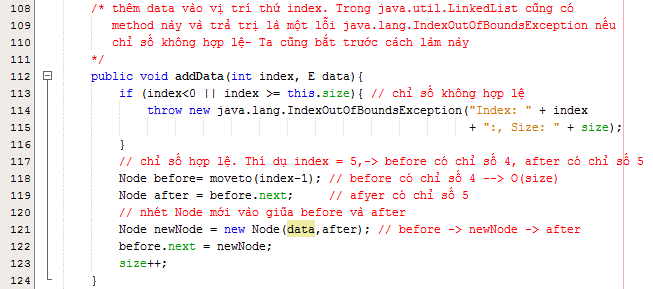 108 /* thêm data vào vị trí thứ index. Trong java.util.LinkedList cũng có
109 method này và trả trị là một lỗi java.lang.IndexOutOfBoundsException nếu
110 chỉ số không hợp lệ- Ta cũng bắt trước cách làm này
111 */
112 public void addData(int index, E data){
113 if (index<0 || index >= this.size){ // chỉ số không hợp lệ
114 throw new java.lang.IndexOutOfBoundsException("Index: " + index
115 + ":, Size: " + size);
116 }
117 // chỉ số hợp lệ. Thí dụ index = 5,-> before có chỉ số 4, after có chỉ số 5
118 Node before= moveto(index-1); // before có chỉ số 4 --> O(size)
119 Node after = before.next; // afyer có chỉ số 5
120 // nhét Node mới vào giữa before và after
121 Node newNode = new Node(data,after); // before -> newNode -> after
122 before.next = newNode;
123 size++;
124 }